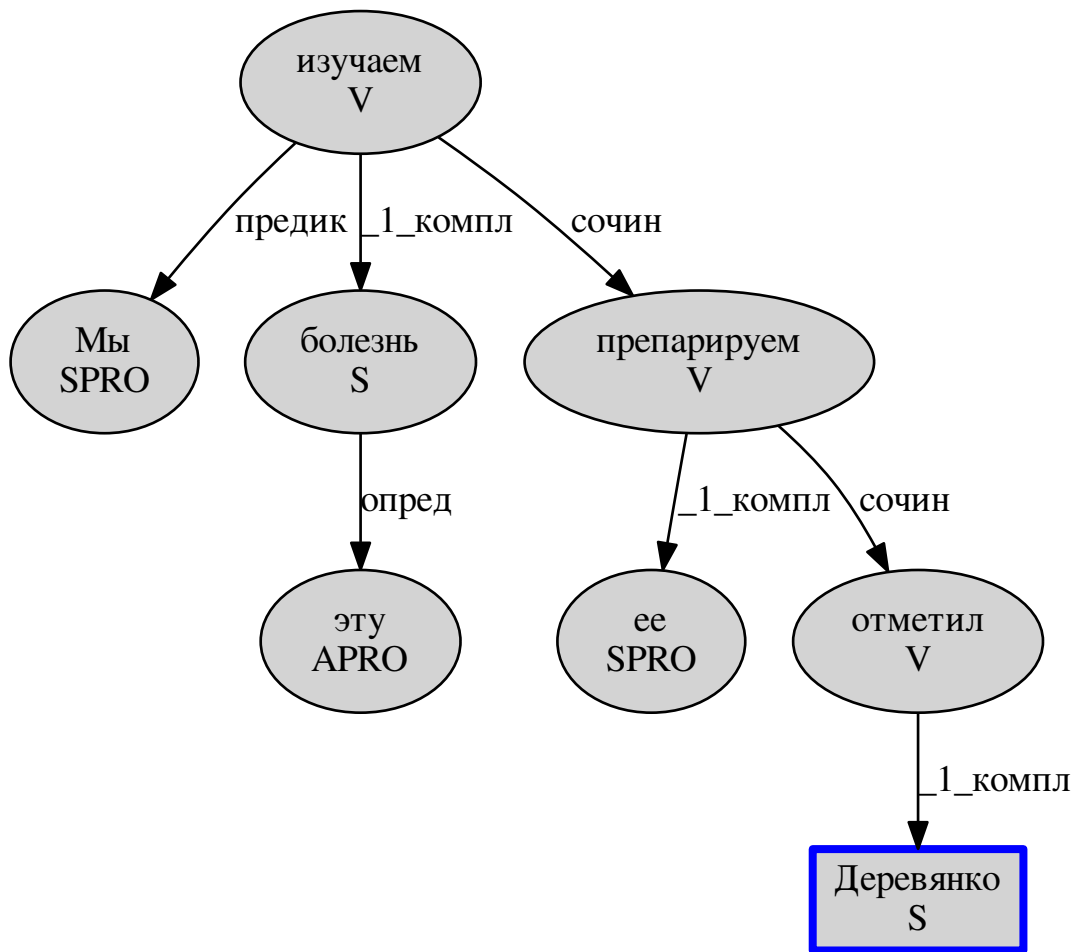 изучаем
V
предик
_1_компл
сочин
Мы
SPRO
болезнь
S
препарируем
V
опред
_1_компл
сочин
эту
APRO
ее
SPRO
отметил
V
_1_компл
Деревянко
S